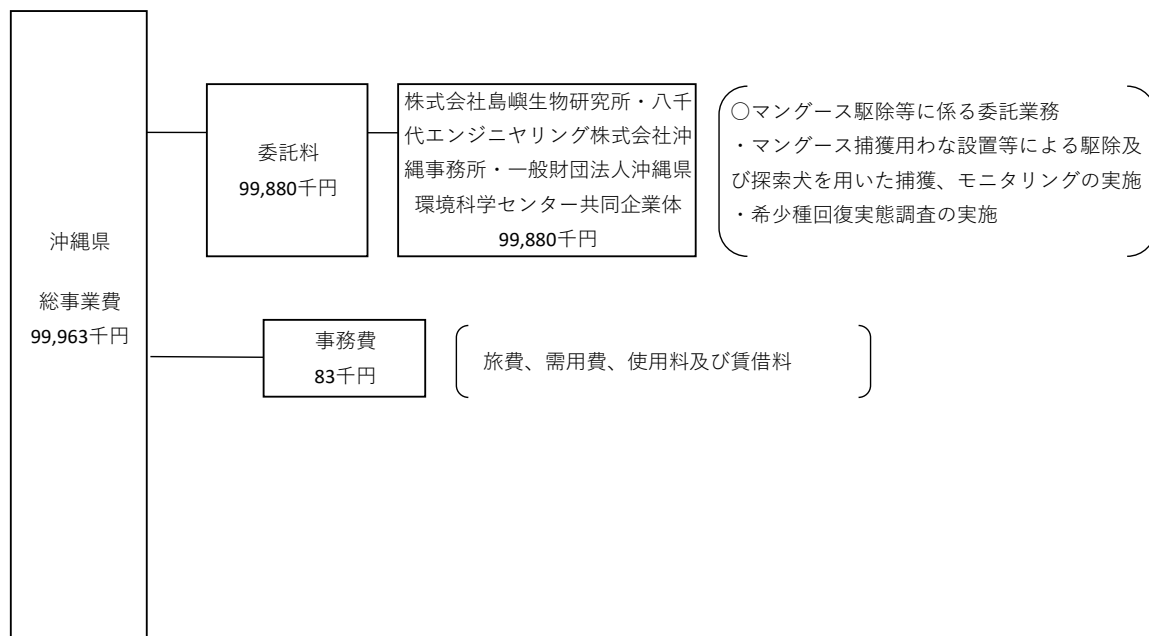 沖縄県
総事業費
99,963千円
委託料
99,880千円
株式会社島嶼生物研究所・八千
代エンジニヤリング株式会社沖
縄事務所・一般財団法人沖縄県
環境科学センター共同企業体
99,880千円
〇マングース駆除等に係る委託業務
・マングース捕獲用わな設置等による駆除及
び探索犬を用いた捕獲、モニタリングの実施
・希少種回復実態調査の実施
事務費
83千円
旅費、需用費、使用料及び賃借料